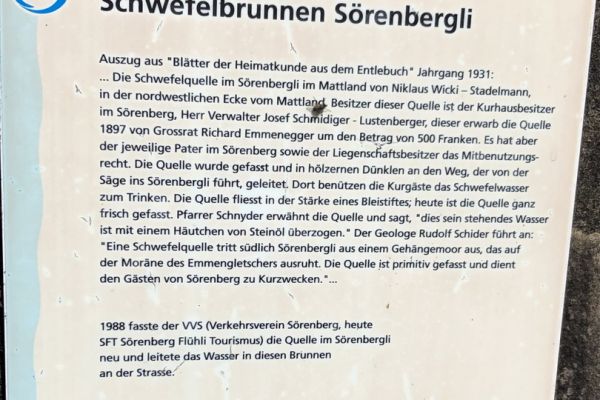 Schwefelbrunnen Sörenbergli
Auszug aus "Blätter der Heimatkunde aus dem Entlebuch" Jahrgang 1931:
... Die Schwefelquelle im Sörenbergli im Mattland von Niklaus Wicki – Stadelmann,
in der nordwestlichen Ecke vom Mattland. Besitzer dieser Quelle ist der Kurhausbesitzer
im Sörenberg, Herr Verwalter Josef Schmidiger - Lustenberger, dieser erwarb die Quelle
1897 von Grossrat Richard Emmenegger um den Betrag von 500 Franken. Es hat aber
der jeweilige Pater im Sörenberg sowie der Liegenschaftsbesitzer das Mitbenutzungs-
recht. Die Quelle wurde gefasst und in hölzernen Dünklen an den Weg, der von der
Säge ins Sörenbergli führt, geleitet. Dort benützen die Kurgäste das Schwefelwasser
zum Trinken. Die Quelle fliesst in der Stärke eines Bleistiftes; heute ist die Quelle ganz
frisch gefasst. Pfarrer Schnyder erwähnt die Quelle und sagt, "dies sein stehendes Wasser
ist mit einem Häutchen von Steinöl überzogen." Der Geologe Rudolf Schider führt an:
"Eine Schwefelquelle tritt südlich Sörenbergli aus einem Gehängemoor aus, das auf
der Moräne des Emmengletschers ausruht. Die Quelle ist primitiv gefasst und dient
den Gästen von Sörenberg zu Kurzwecken."...
1988 fasste der VVS (Verkehrsverein Sörenberg, heute
SFT Sörenberg Flühli Tourismus) die Quelle im Sörenbergli
neu und leitete das Wasser in diesen Brunnen
an der Strasse.